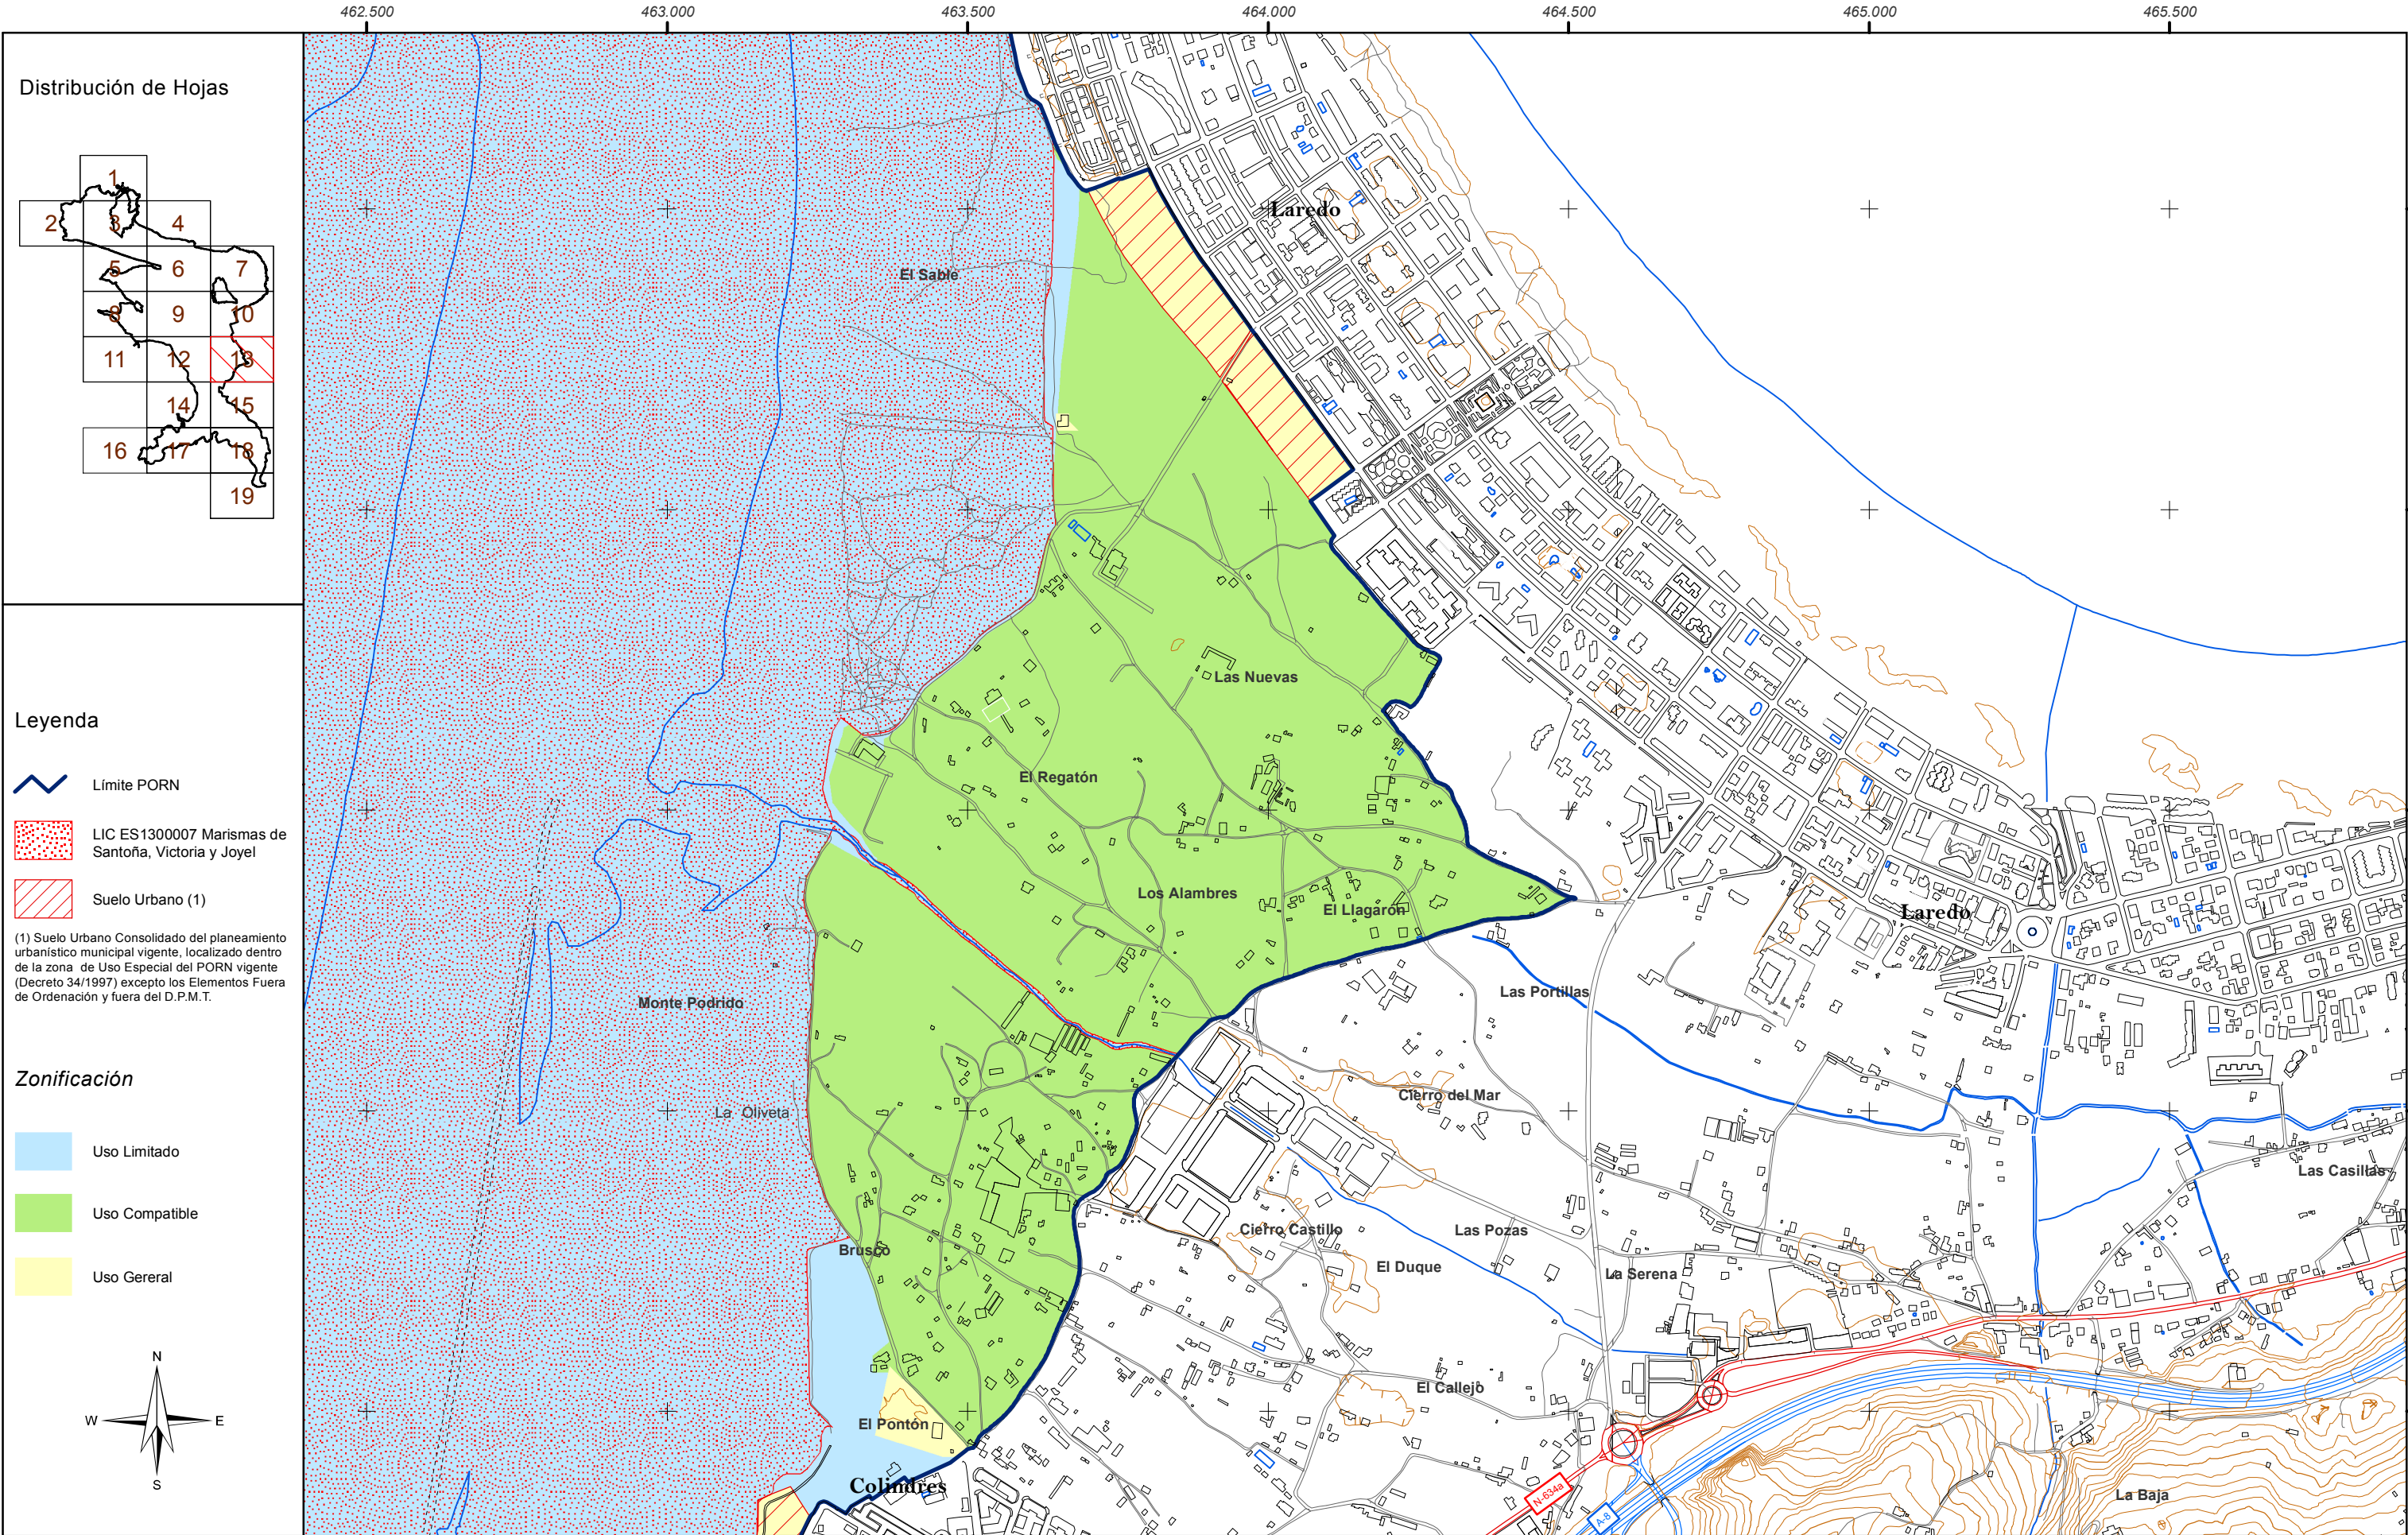 462.500 463.000 463.500 464.000 464.500 465.000 465.500
Distribución de Hojas
1
2 3 4
5 6 7
8 9 10
11 12 13
14 15
16 17 18
19
Leyenda
Límite PORN
LIC ES1300007 Marismas de
Santoña, Victoria y Joyel
Suelo Urbano (1)
(1) Suelo Urbano Consolidado del planeamiento
urbanístico municipal vigente, localizado dentro
de la zona de Uso Especial del PORN vigente
(Decreto 34/1997) excepto los Elementos Fuera
de Ordenación y fuera del D.P.M.T.
Zonificación
Uso Limitado
Uso Compatible
Uso Gereral
N
W E
S
Laredo
El Sable
Las Nuevas
El Regatón
Los Alambres
El Llagarón
Laredo
Las Portillas
Monte Podrido
Cierro del Mar
La Oliveta
Las Casillas
Cierro Castillo
Las Pozas
Brusco
El Duque
La Serena
El Callejo
El Pontón
Colindres
N-634a
A-8
La Baja